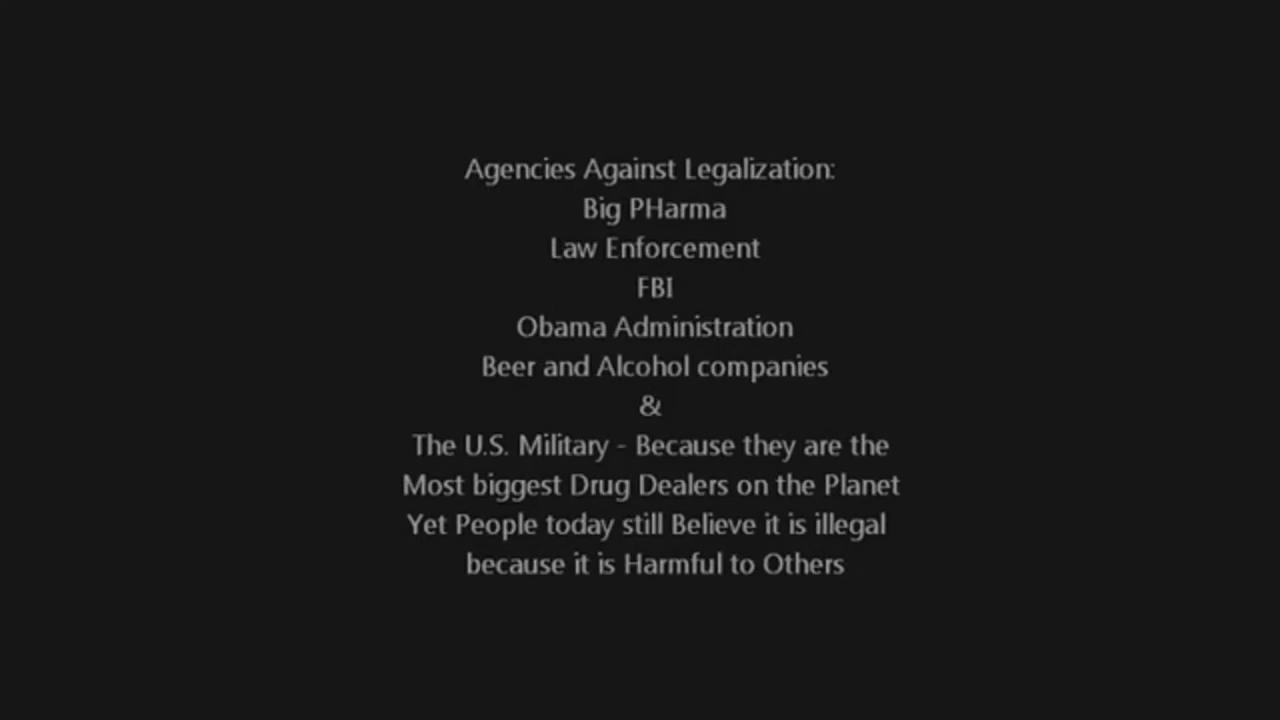 Agencies Against Legalization:
Big PHarma
Law Enforcement
FBI
Obama Administration
Beer and Alcohol companies
&
The U.S. Military - Because they are the
Most biggest Drug Dealers on the Planet
Yet People today still Believe it is illegal
because it is Harmful to Others